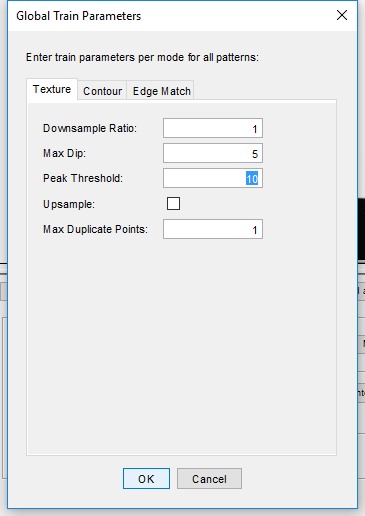 Global Train Parameters
Enter train parameters per mode for all patterns:
Texture Contour Edge Match
Downsample Ratio: 1
Max Dip: 5
Peak Threshold: 10
Upsample:
Max Duplicate Points: 1
OK Cancel